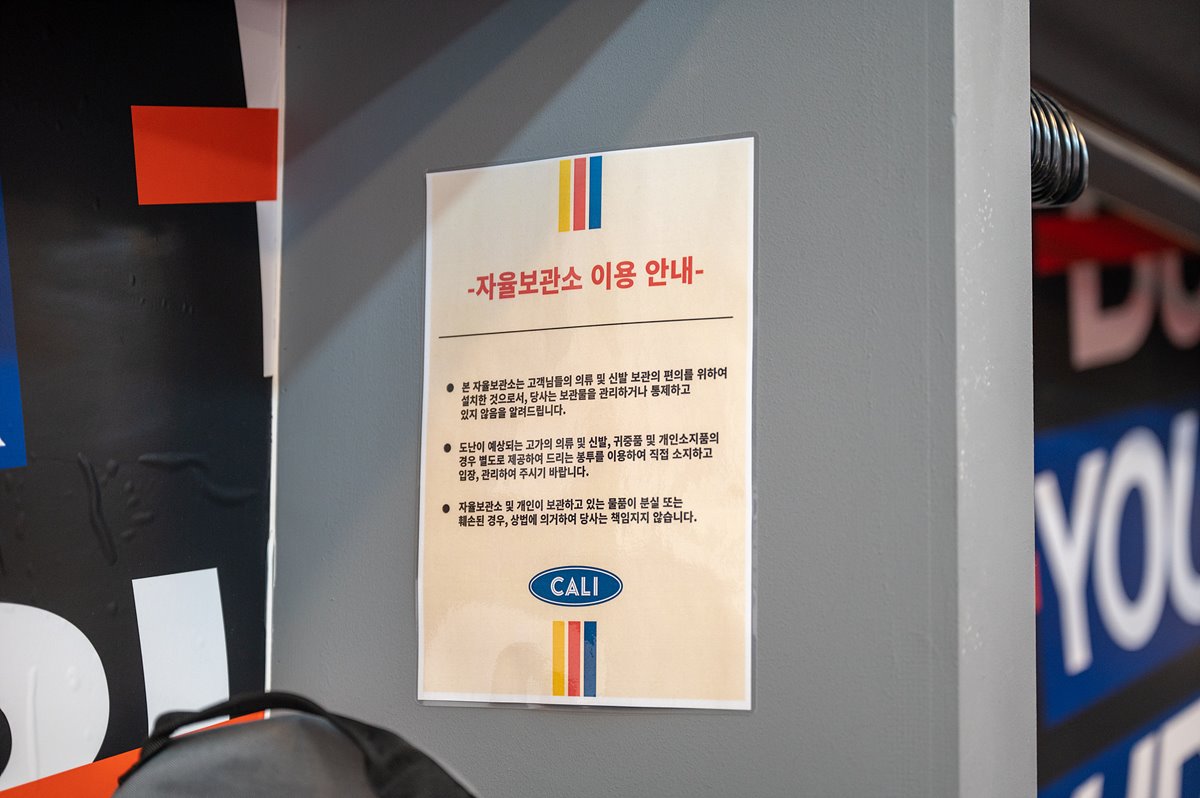 -자율보관소 이용 안내-
● 본 자율보관소는 고객님들의 의류 및 신발 보관의 편의를 위하여
설치한 것으로서, 당사는 보관물을 관리하거나 통제하고
있지 않음을 알려드립니다.
● 도난이 예상되는 고가의 의류 및 신발, 귀중품 및 개인소지품의
경우 별도로 제공하여 드리는 봉투를 이용하여 직접 소지하고
입장, 관리하여 주시기 바랍니다.
● 자율보관소 및 개인이 보관하고 있는 물품이 분실 또는
훼손된 경우, 상법에 의거하여 당사는 책임지지 않습니다.
CALI
YOU